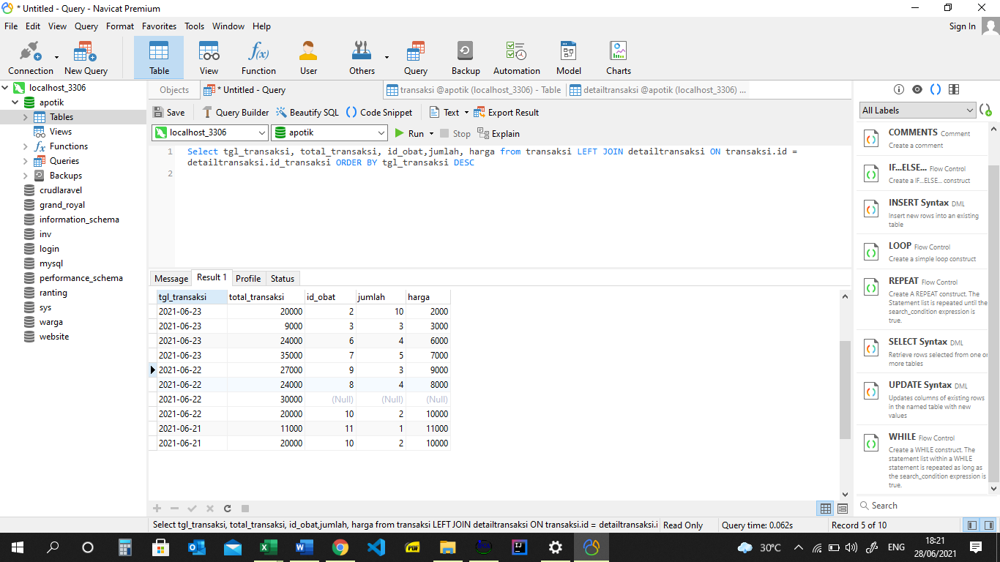 * Untitled - Query - Navicat Premium
File Edit View Query Format Favorites Tools Window Help Sign In
Connection New Query Table View Function User Others Query Backup Automation Model Charts
f(x)
localhost_3306
apotik
Tables
Views
Functions
Queries
Backups
crudlaravel
grand_royal
information_schema
inv
login
mysql
performance_schema
ranting
sys
warga
website
Objects * Untitled - Query transaksi @apotik (localhost_3306) - Table detailtransaksi @apotik (localhost_3306) ...
Save Query Builder Beautify SQL Code Snippet Text Export Result
localhost_3306 apotik Run Stop Explain
1 Select tgl_transaksi, total_transaksi, id_obat,jumlah, harga from transaksi LEFT JOIN detailtransaksi ON transaksi.id =
detailtransaksi.id_transaksi ORDER BY tgl_transaksi DESC
2
Message Result 1 Profile Status
tgl_transaksi total_transaksi id_obat jumlah harga
2021-06-23 20000 2 10 2000
2021-06-23 9000 3 3 3000
2021-06-23 24000 6 4 6000
2021-06-23 35000 7 5 7000
2021-06-22 27000 9 3 9000
2021-06-22 24000 8 4 8000
2021-06-22 30000 (Null) (Null) (Null)
2021-06-22 20000 10 2 10000
2021-06-21 11000 11 1 11000
2021-06-21 20000 10 2 10000
All Labels
COMMENTS Comment
Create a comment
IF...ELSE... Flow Control
Create a IF...ELSE... construct
INSERT Syntax DML
Insert new rows into an existing
table
LOOP Flow Control
Create a simple loop construct
REPEAT Flow Control
Create A REPEAT construct. The
Statement list is repeated until the
search_condition expression is
true.
SELECT Syntax DML
Retrieve rows selected from one or
more tables
UPDATE Syntax DML
Updates columns of existing rows
in the named table with new
values
WHILE Flow Control
Create a WHILE construct. The
statement list within a WHILE
statement is repeated as long as
the search_condition expression is
true.
Search
Select tgl_transaksi, total_transaksi, id_obat,jumlah, harga from transaksi LEFT JOIN detailtransaksi ON transaksi.id = detailtransaksi.i Read Only Query time: 0.062s Record 5 of 10
PDF
IJ
30°C ENG 18:21
28/06/2021